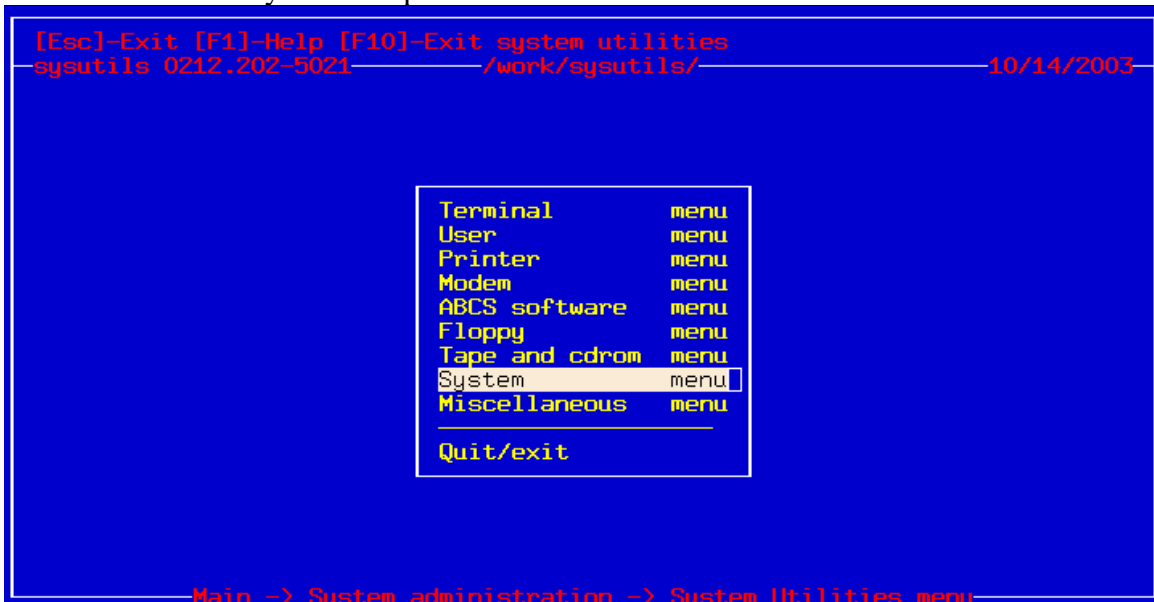 [Esc]-Exit [F1]-Help [F10]-Exit system utilities
sysutils 0212.202-5021 /work/sysutils/ 10/14/2003
Terminal menu
User menu
Printer menu
Modem menu
ABCS software menu
Floppy menu
Tape and cdrom menu
System menu
Miscellaneous menu
Quit/exit
Main -> System administration -> System Utilities menu